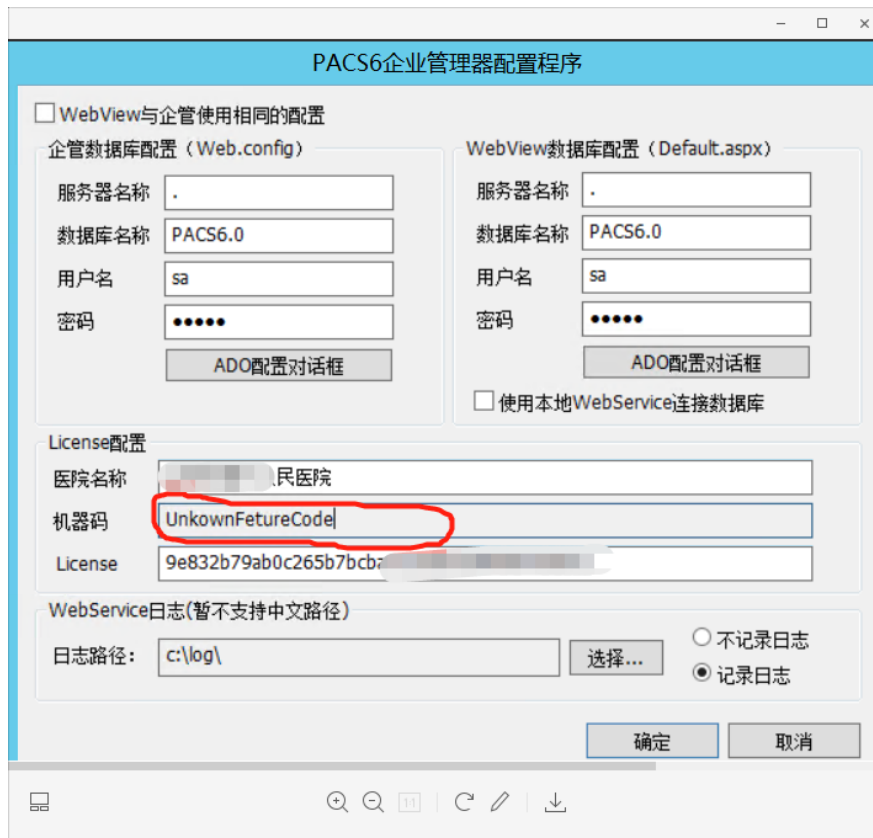 PACS6企业管理器配置程序
WebView与企管使用相同的配置
企管数据库配置（Web.config）
服务器名称 .
数据库名称 PACS6.0
用户名 sa
密码 ●●●●●
ADO配置对话框
WebView数据库配置（Default.aspx）
服务器名称 .
数据库名称 PACS6.0
用户名 sa
密码 ●●●●●
ADO配置对话框
使用本地WebService连接数据库
License配置
医院名称 民医院
机器码 UnkownFetureCode
License 9e832b79ab0c265b7bcba
WebService日志(暂不支持中文路径)
日志路径： c:\log\ 选择...
不记录日志
记录日志
确定 取消